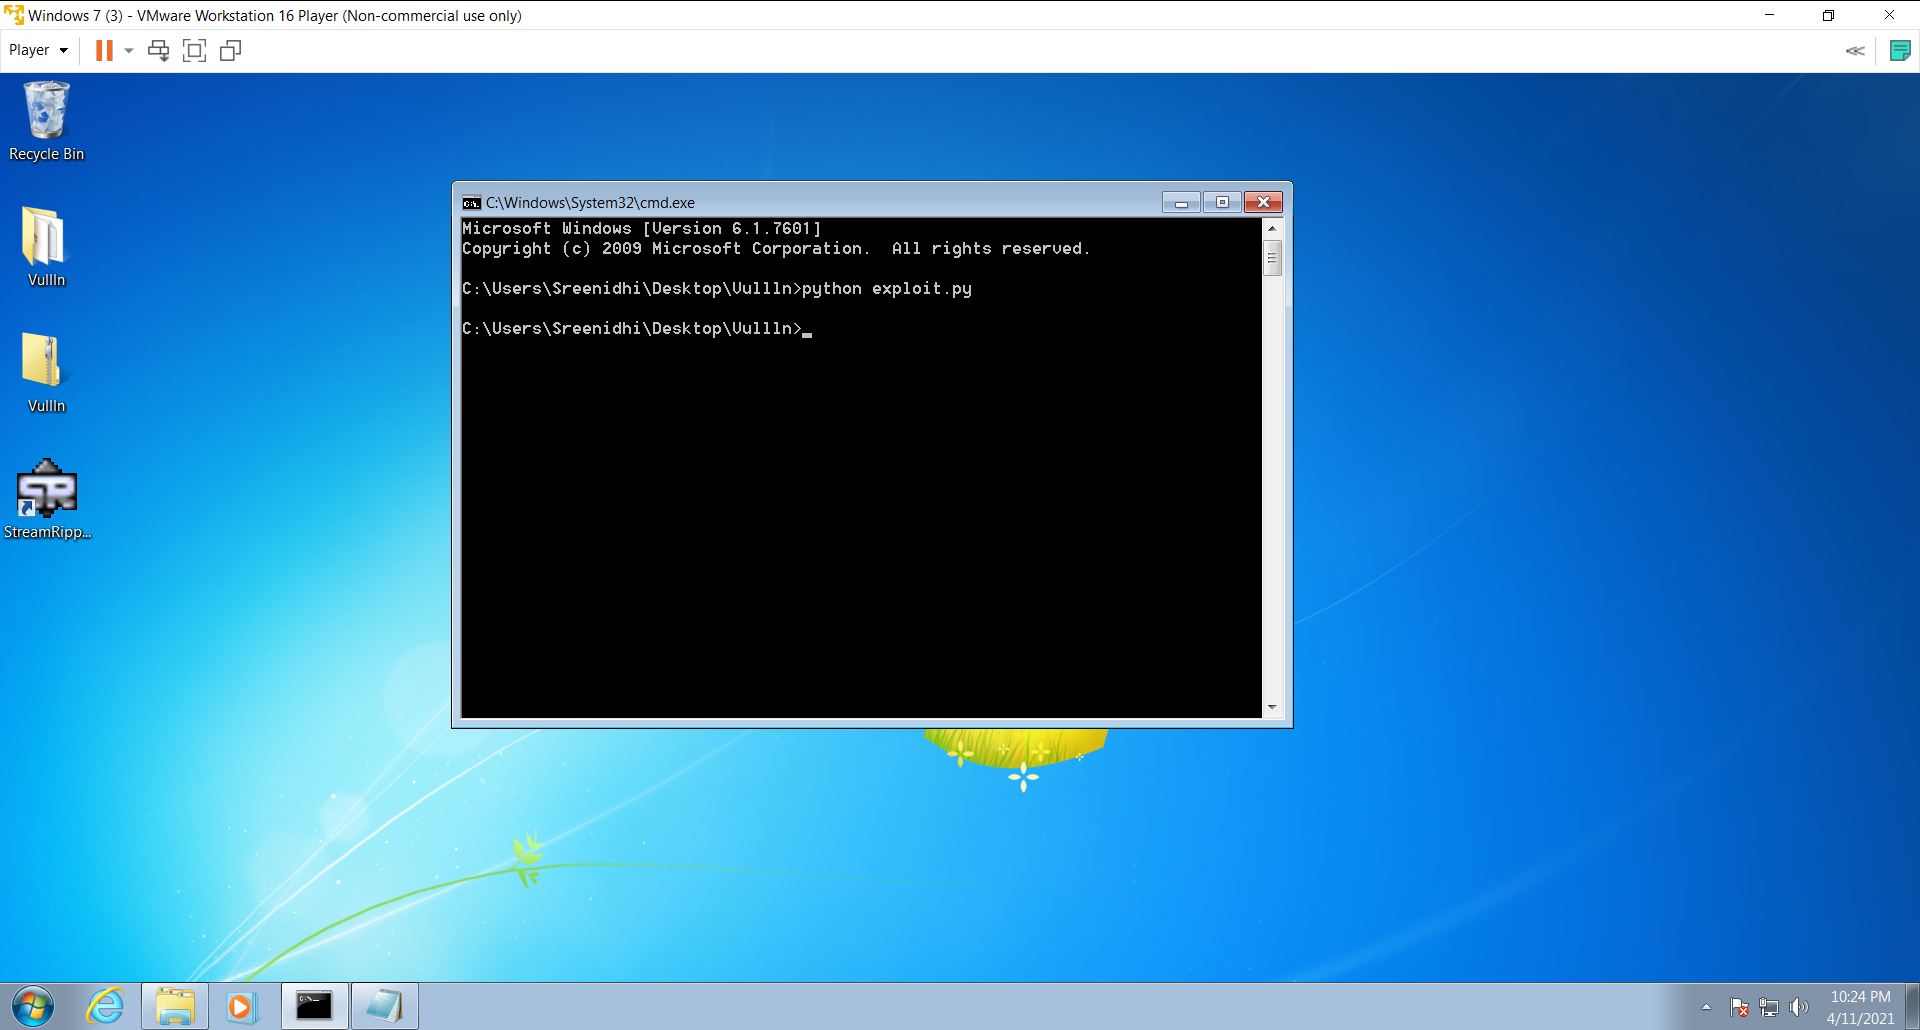 Windows 7 (3) - VMware Workstation 16 Player (Non-commercial use only)
Player
Recycle Bin
Vulln
Vulln
StreamRipp...
C:\Windows\System32\cmd.exe
Microsoft Windows [Version 6.1.7601]
Copyright (c) 2009 Microsoft Corporation.  All rights reserved.
C:\Users\Sreenidhi\Desktop\Vullln>python exploit.py
C:\Users\Sreenidhi\Desktop\Vullln>_
10:24 PM
4/11/2021